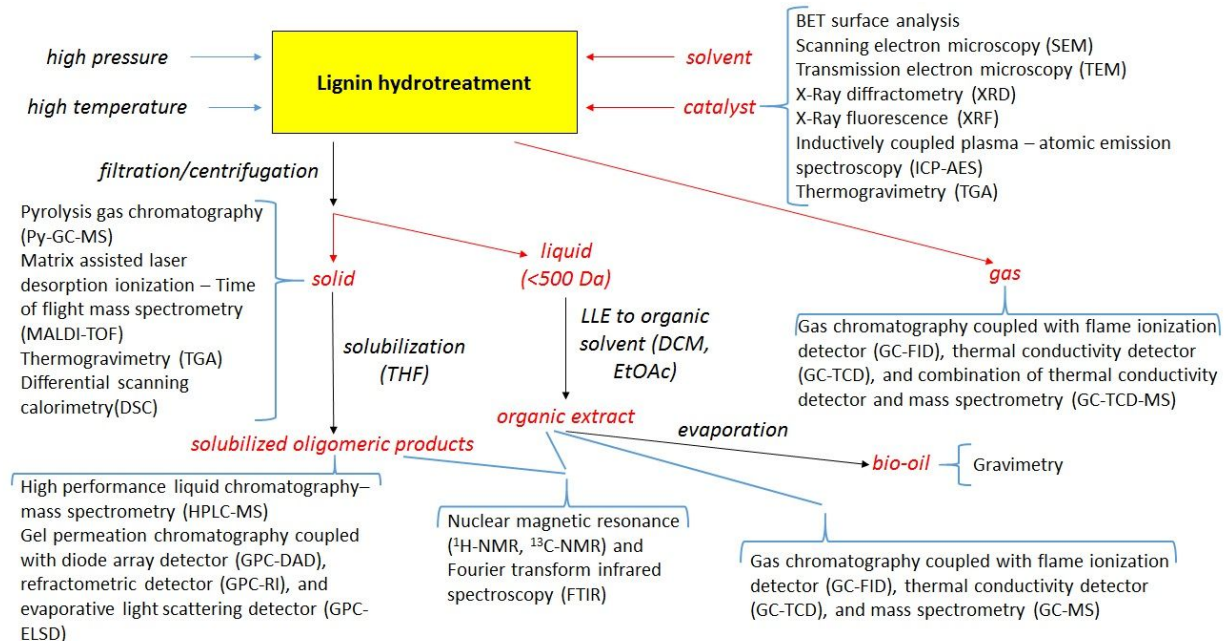 high pressure
high temperature
Lignin hydrotreatment
solvent
catalyst
BET surface analysis
Scanning electron microscopy (SEM)
Transmission electron microscopy (TEM)
X-Ray diffractometry (XRD)
X-Ray fluorescence (XRF)
Inductively coupled plasma – atomic emission
spectroscopy (ICP-AES)
Thermogravimetry (TGA)
filtration/centrifugation
Pyrolysis gas chromatography
(Py-GC-MS)
Matrix assisted laser
desorption ionization – Time
of flight mass spectrometry
(MALDI-TOF)
Thermogravimetry (TGA)
Differential scanning
calorimetry(DSC)
solid
liquid
(<500 Da)
gas
solubilization
(THF)
LLE to organic
solvent (DCM,
EtOAc)
Gas chromatography coupled with flame ionization
detector (GC-FID), thermal conductivity detector
(GC-TCD), and combination of thermal conductivity
detector and mass spectrometry (GC-TCD-MS)
solubilized oligomeric products
organic extract
evaporation
bio-oil
Gravimetry
High performance liquid chromatography–
mass spectrometry (HPLC-MS)
Gel permeation chromatography coupled
with diode array detector (GPC-DAD),
refractometric detector (GPC-RI), and
evaporative light scattering detector (GPC-
ELSD)
Nuclear magnetic resonance
(¹H-NMR, ¹³C-NMR) and
Fourier transform infrared
spectroscopy (FTIR)
Gas chromatography coupled with flame ionization
detector (GC-FID), thermal conductivity detector
(GC-TCD), and mass spectrometry (GC-MS)